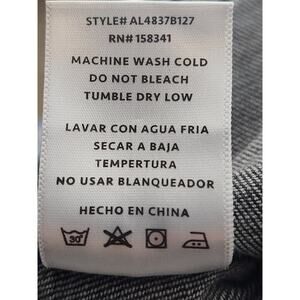 STYLE# AL4837B127
RN# 158341
MACHINE WASH COLD
DO NOT BLEACH
TUMBLE DRY LOW
LAVAR CON AGUA FRIA
SECAR A BAJA
TEMPERTURA
NO USAR BLANQUEADOR
HECHO EN CHINA
30°